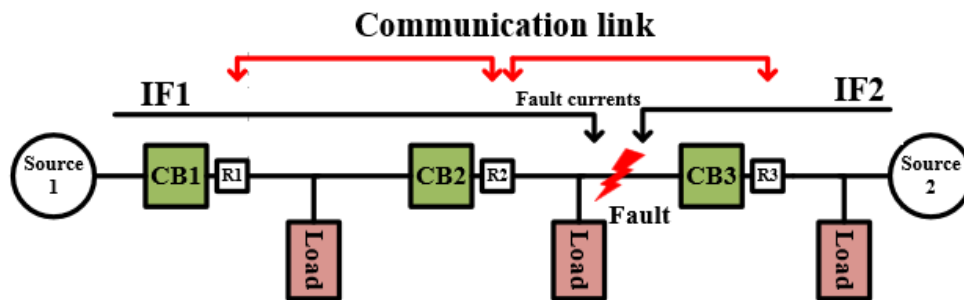 Communication link
IF1
Fault currents
IF2
Source
1
CB1
R1
CB2
R2
CB3
R3
Source
2
Fault
Load
Load
Load